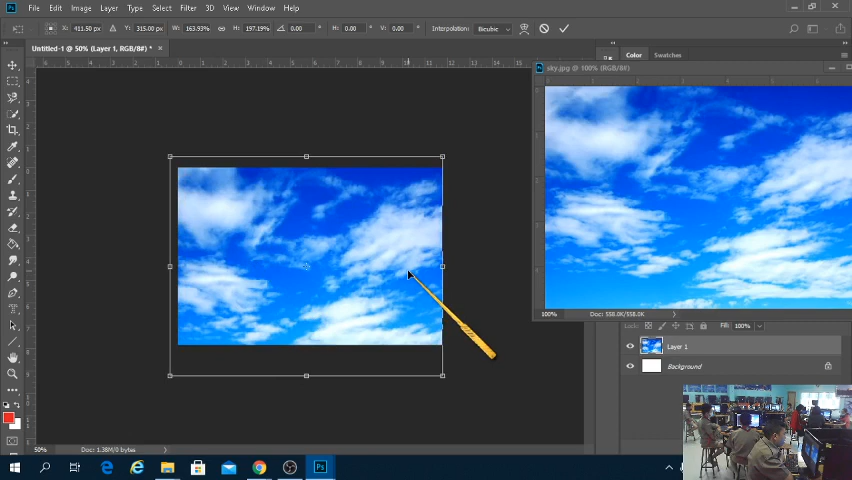 Ps File Edit Image Layer Type Select Filter 3D View Window Help
X: 411.50 px Y: 315.00 px W: 163.93% H: 197.19% 0.00 ° H: 0.00 ° V: 0.00 ° Interpolation: Bicubic
Untitled-1 @ 50% (Layer 1, RGB/8#) * ×
Color Swatches
sky.jpg @ 100% (RGB/8#)
100% Doc: 558.0K/558.0K
Lock: Fill: 100%
Layer 1
Background
50% Doc: 1.38M/0 bytes
Ps